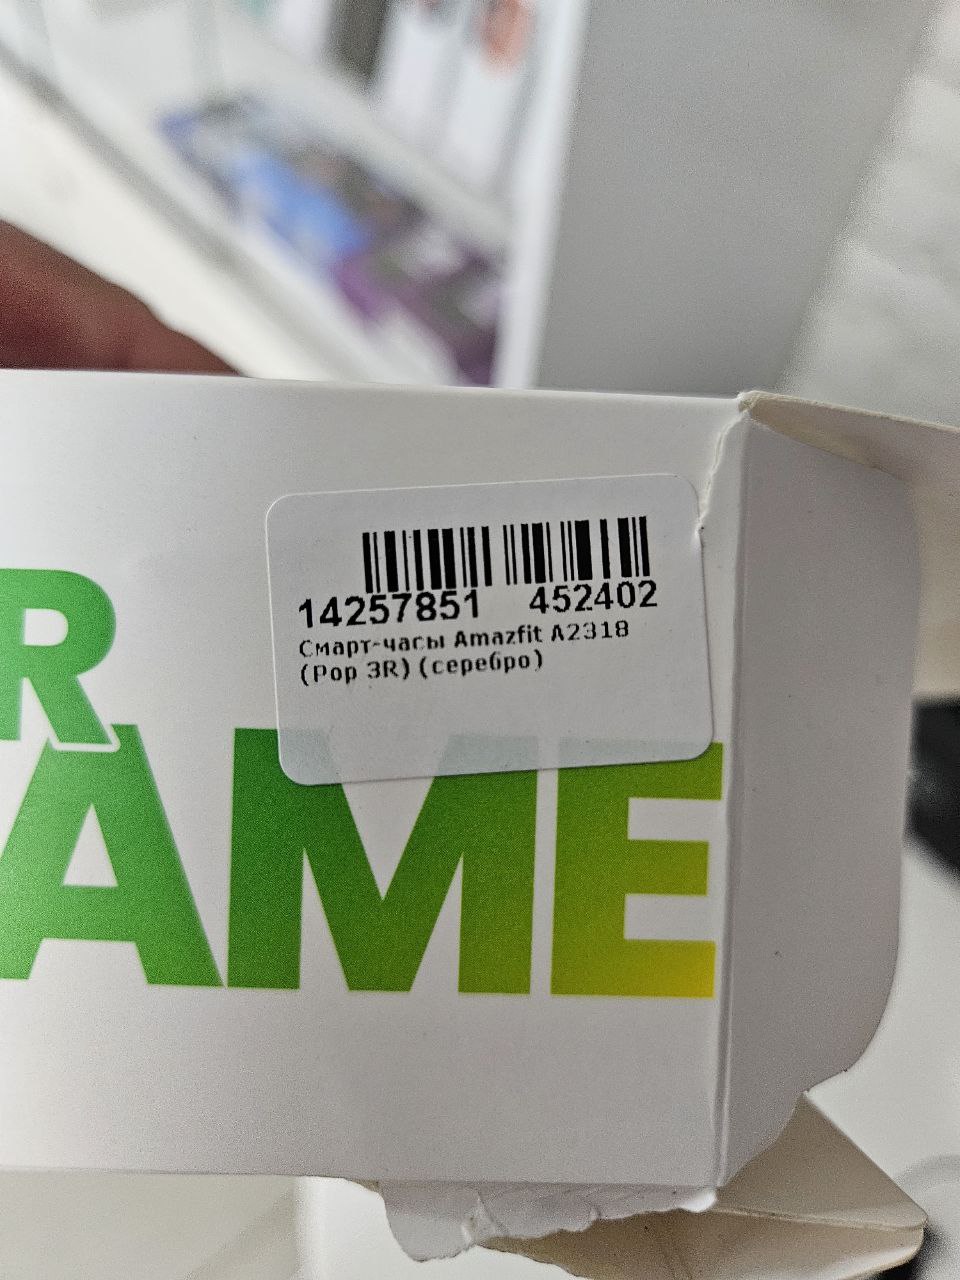 14257851 452402
Смарт-часы Amazfit A2318
(Pop 3R) (серебро)
R
AME